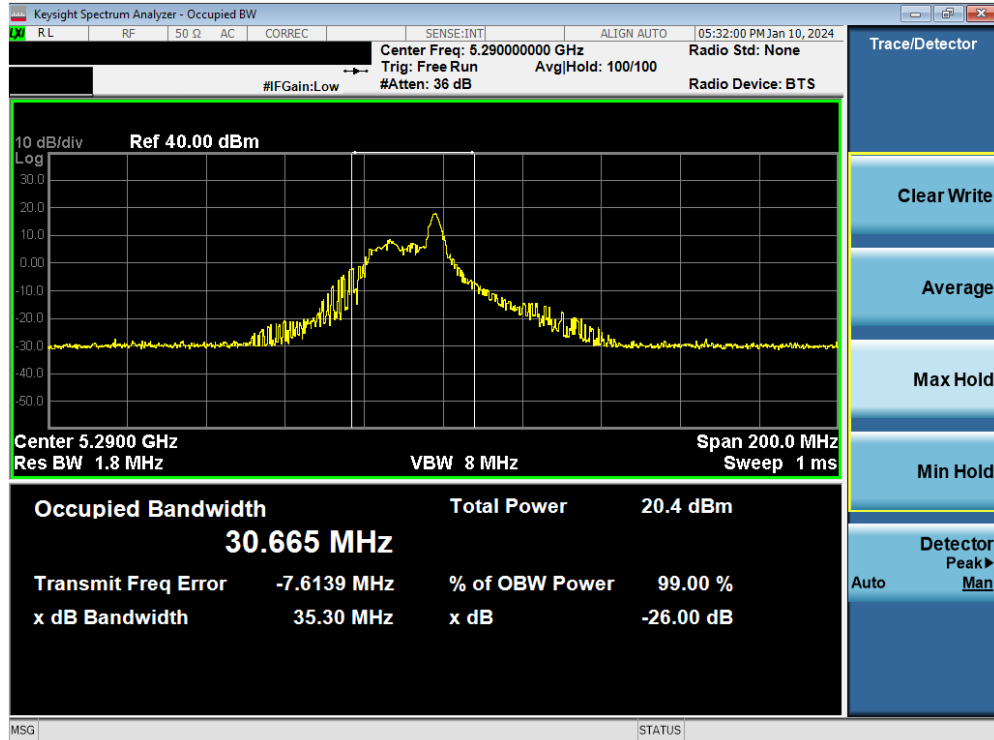 Keysight Spectrum Analyzer - Occupied BW
LXI RL RF 50 Ω AC CORREC SENSE:INT ALIGN AUTO 05:32:00 PM Jan 10, 2024
Center Freq: 5.290000000 GHz Radio Std: None
Trig: Free Run Avg|Hold: 100/100
#IFGain:Low #Atten: 36 dB Radio Device: BTS
10 dB/div Ref 40.00 dBm
Log
30.0
20.0
10.0
0.00
-10.0
-20.0
-30.0
-40.0
-50.0
Center 5.2900 GHz Span 200.0 MHz
Res BW 1.8 MHz VBW 8 MHz Sweep 1 ms
Occupied Bandwidth Total Power 20.4 dBm
30.665 MHz
Transmit Freq Error -7.6139 MHz % of OBW Power 99.00 %
x dB Bandwidth 35.30 MHz x dB -26.00 dB
MSG STATUS
Trace/Detector
Clear Write
Average
Max Hold
Min Hold
Detector
Peak▶
Auto Man